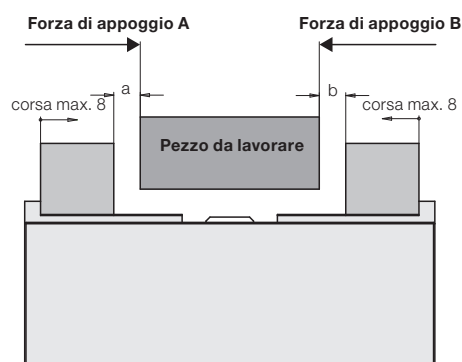 Forza di appoggio A
Forza di appoggio B
a
b
corsa max. 8
corsa max. 8
Pezzo da lavorare